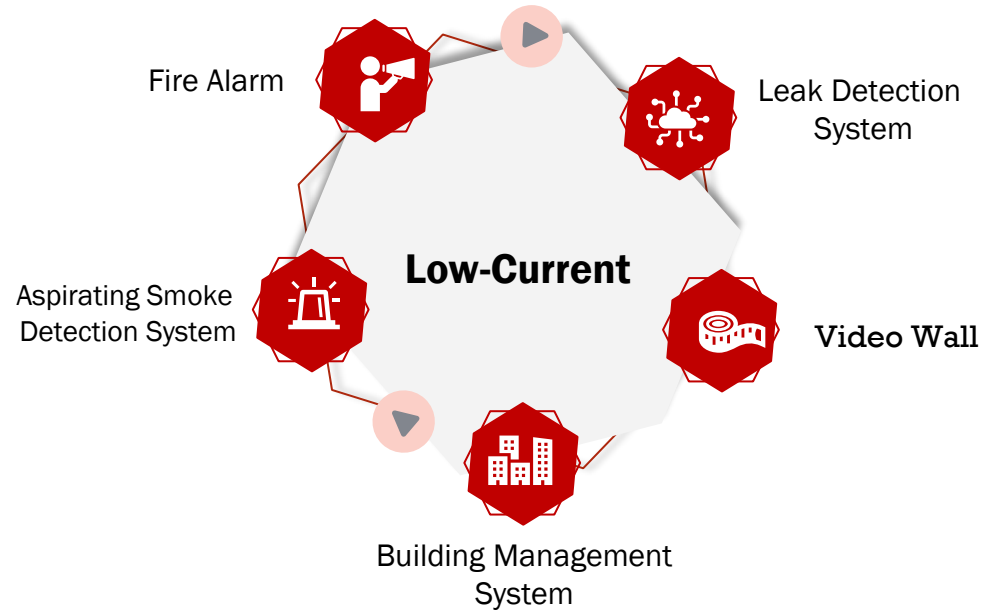 Fire Alarm
Leak Detection
System
Low-Current
Aspirating Smoke
Detection System
Video Wall
Building Management
System